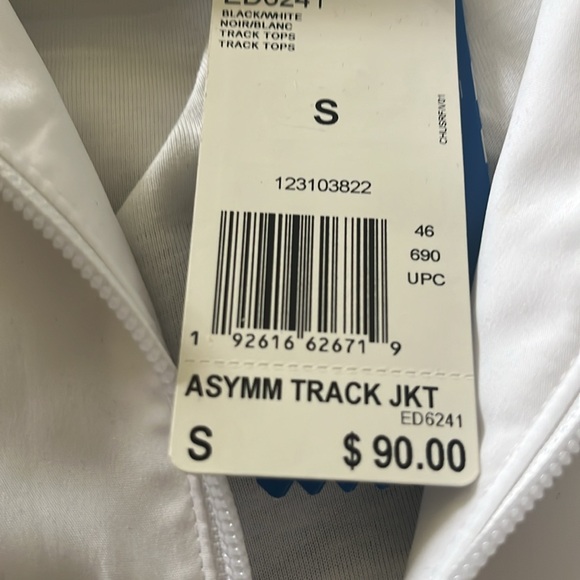 ED6241
BLACK/WHITE
NOIR/BLANC
TRACK TOPS
TRACK TOPS
S
123103822
46
690
UPC
1 92616 62671 9
ASYMM TRACK JKT
ED6241
S $ 90.00